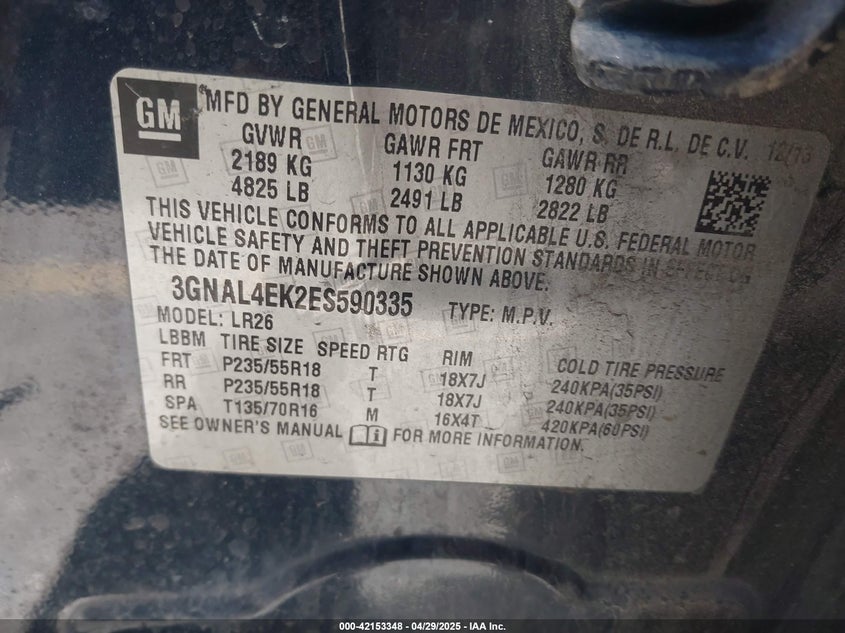 GM MFD BY GENERAL MOTORS DE MEXICO, S. DE R.L. DE C.V. 12/13
GVWR GAWR FRT GAWR RR
2189 KG 1130 KG 1280 KG
4825 LB 2491 LB 2822 LB
THIS VEHICLE CONFORMS TO ALL APPLICABLE U.S. FEDERAL MOTOR
VEHICLE SAFETY AND THEFT PREVENTION STANDARDS IN EFFECT ON
THE DATE OF MANUFACTURE SHOWN ABOVE.
3GNAL4EK2ES590335 TYPE: M.P.V.
MODEL: LR26
LBBM TIRE SIZE SPEED RTG RIM COLD TIRE PRESSURE
FRT P235/55R18 T 18X7J 240KPA(35PSI)
RR P235/55R18 T 18X7J 240KPA(35PSI)
SPA T135/70R16 M 16X4T 420KPA(60PSI)
SEE OWNER'S MANUAL FOR MORE INFORMATION.
000-42153348 - 04/29/2025 - IAA Inc.